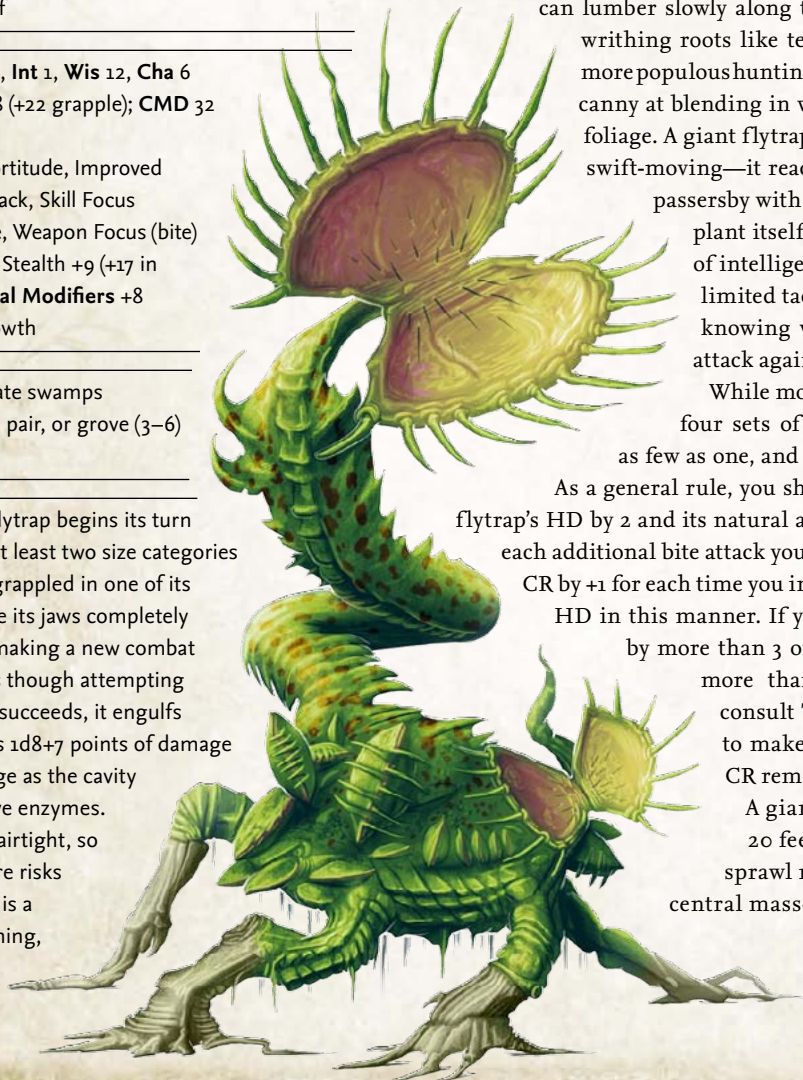 f
, Int 1, Wis 12, Cha 6
(+22 grapple); CMD 32
ortitude, Improved
ack, Skill Focus
, Weapon Focus (bite)
Stealth +9 (+17 in
al Modifiers +8
owth
ate swamps
pair, or grove (3–6)
lytrap begins its turn
t least two size categories
grappled in one of its
e its jaws completely
making a new combat
though attempting
succeeds, it engulfs
s 1d8+7 points of damage
ge as the cavity
ve enzymes.
airtight, so
re risks
is a
ning,
can lumber slowly along
writhing roots like te
more populous huntin
canny at blending in
foliage. A giant flytrap
swift-moving—it reac
passersby with
plant itself
of intellige
limited tac
knowing
attack agai
While mo
four sets of
as few as one, and
As a general rule, you sh
flytrap's HD by 2 and its natural a
each additional bite attack you
CR by +1 for each time you in
HD in this manner. If y
by more than 3 o
more than
consult
to make
CR rem
A gian
20 fee
sprawl
central mass